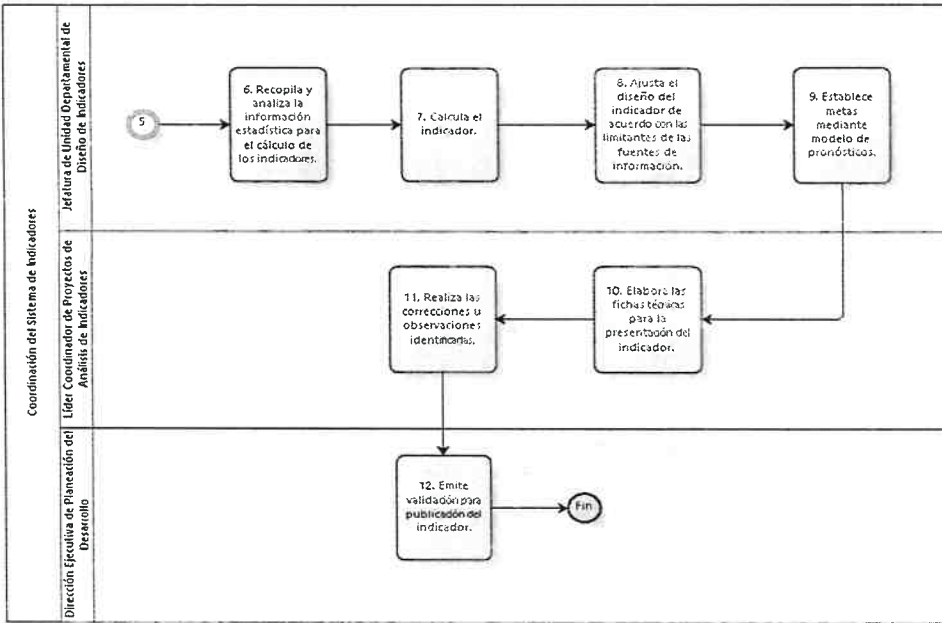 Coordinación del Sistema de Indicadores
Jefatura de Unidad Departamental de
Diseño de Indicadores
5
6. Recopila y
analiza la
información
estadística para
el cálculo de
los indicadores.
7. Calcula el
indicador.
8. Ajusta el
diseño del
indicador de
acuerdo con las
limitantes de las
fuentes de
información.
9. Establece
metas
mediante
modelo de
pronósticos.
Líder Coordinador de Proyectos de
Análisis de Indicadores
11. Realiza las
correcciones u
observaciones
identificadas.
10. Elabora las
fichas técnicas
para la
presentación del
indicador.
Dirección Ejecutiva de Planeación del
Desarrollo
12. Emite
validación para
publicación del
indicador.
Fin